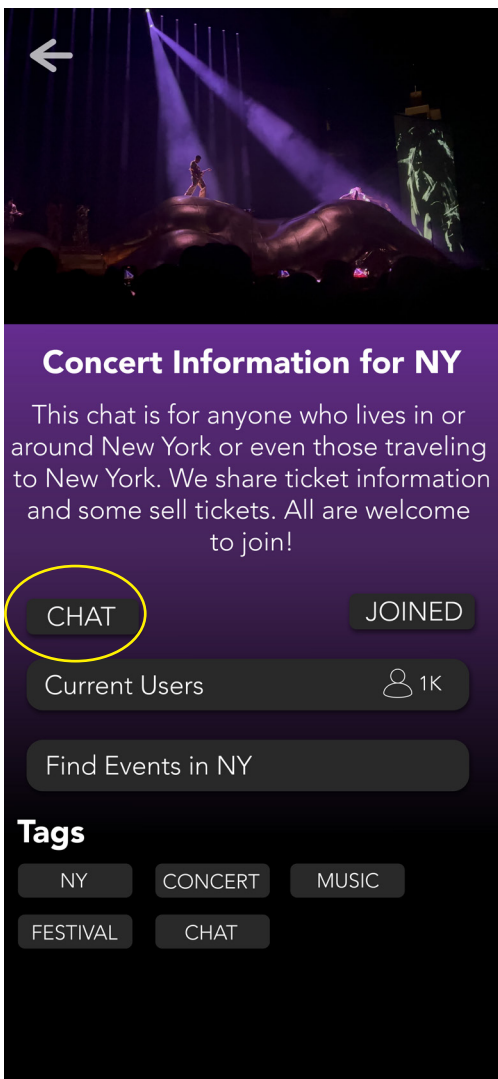 Concert Information for NY
This chat is for anyone who lives in or
around New York or even those traveling
to New York. We share ticket information
and some sell tickets. All are welcome
to join!
CHAT
JOINED
Current Users
1K
Find Events in NY
Tags
NY
CONCERT
MUSIC
FESTIVAL
CHAT